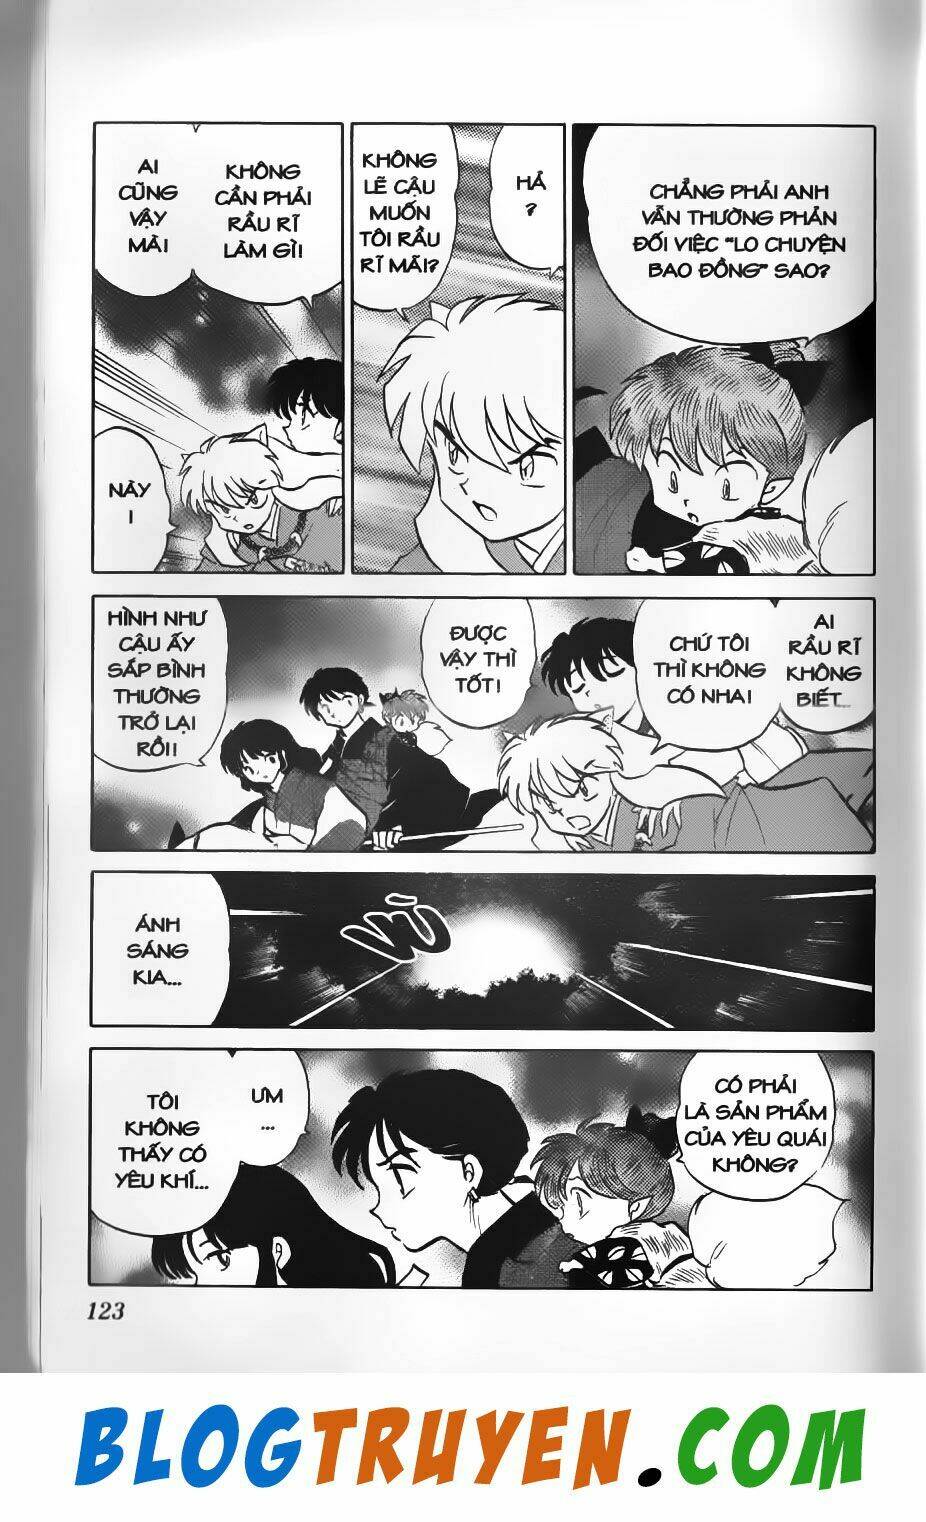 CHẲNG PHẢI ANH
VẪN THƯỜNG PHẢN
ĐỐI VIỆC "LO CHUYỆN
BAO ĐỒNG" SAO?
HẢ
?
KHÔNG
LẼ CẬU
MUỐN
TÔI RẦU
RĨ MÃI?
KHÔNG
CẦN PHẢI
RẦU RĨ
LÀM GÌ!
AI
CŨNG
VẬY
MÀ!
NÀY
!
AI
RẦU RĨ
KHÔNG
BIẾT...
CHỨ TÔI
THÌ KHÔNG
CÓ NHA!
ĐƯỢC
VẬY THÌ
TỐT!
HÌNH NHƯ
CẬU ẤY
SẮP BÌNH
THƯỜNG
TRỞ LẠI
RỒI!
VÙ
ÁNH
SÁNG
KIA...
CÓ PHẢI
LÀ SẢN PHẨM
CỦA YÊU QUÁI
KHÔNG?
ƯM
...
TÔI
KHÔNG
THẤY CÓ
YÊU KHÍ...
123
BLOGTRUYEN.COM